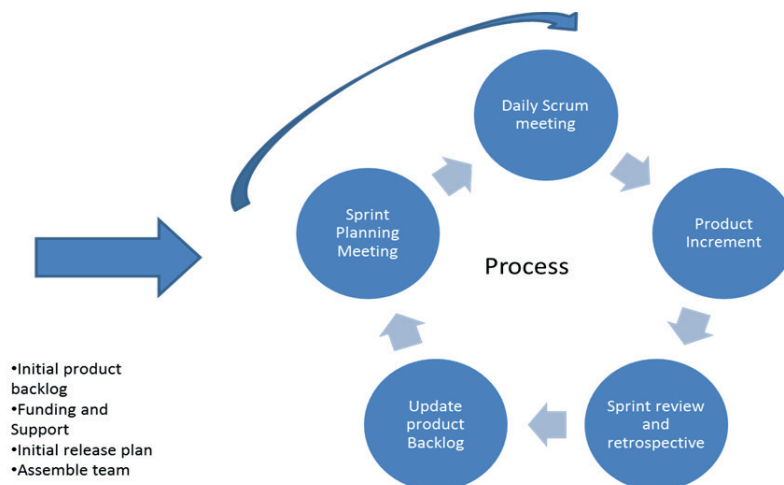 Daily Scrum
meeting
Sprint
Planning
Meeting
Product
Increment
Process
•Initial product
backlog
•Funding and
Support
•Initial release plan
•Assemble team
Update
product
Backlog
Sprint review
and
retrospective